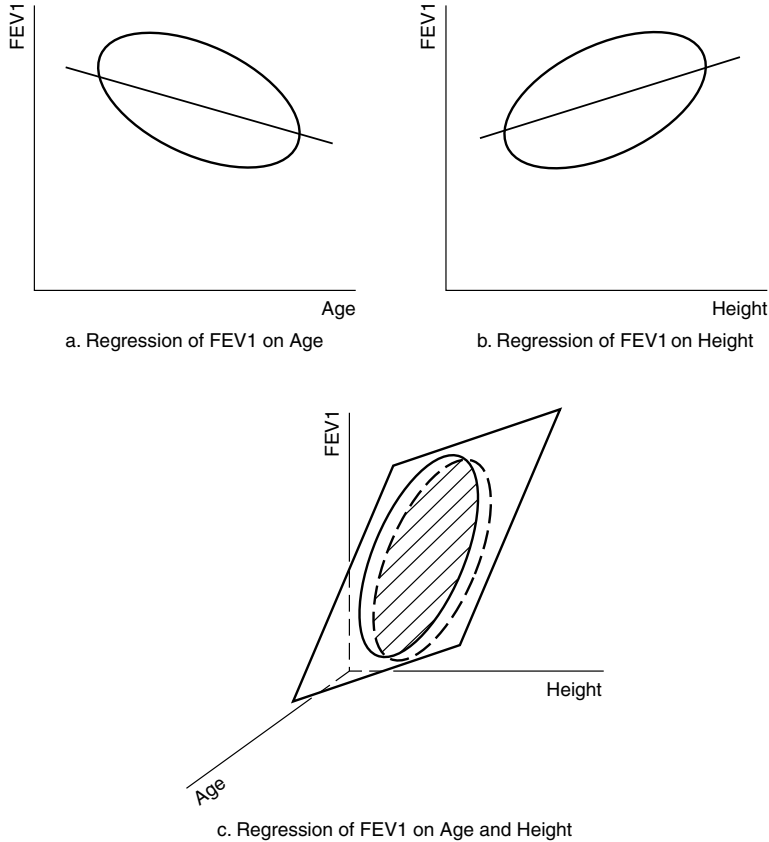 FEV1
Age
a. Regression of FEV1 on Age
FEV1
Height
b. Regression of FEV1 on Height
FEV1
Height
Age
c. Regression of FEV1 on Age and Height